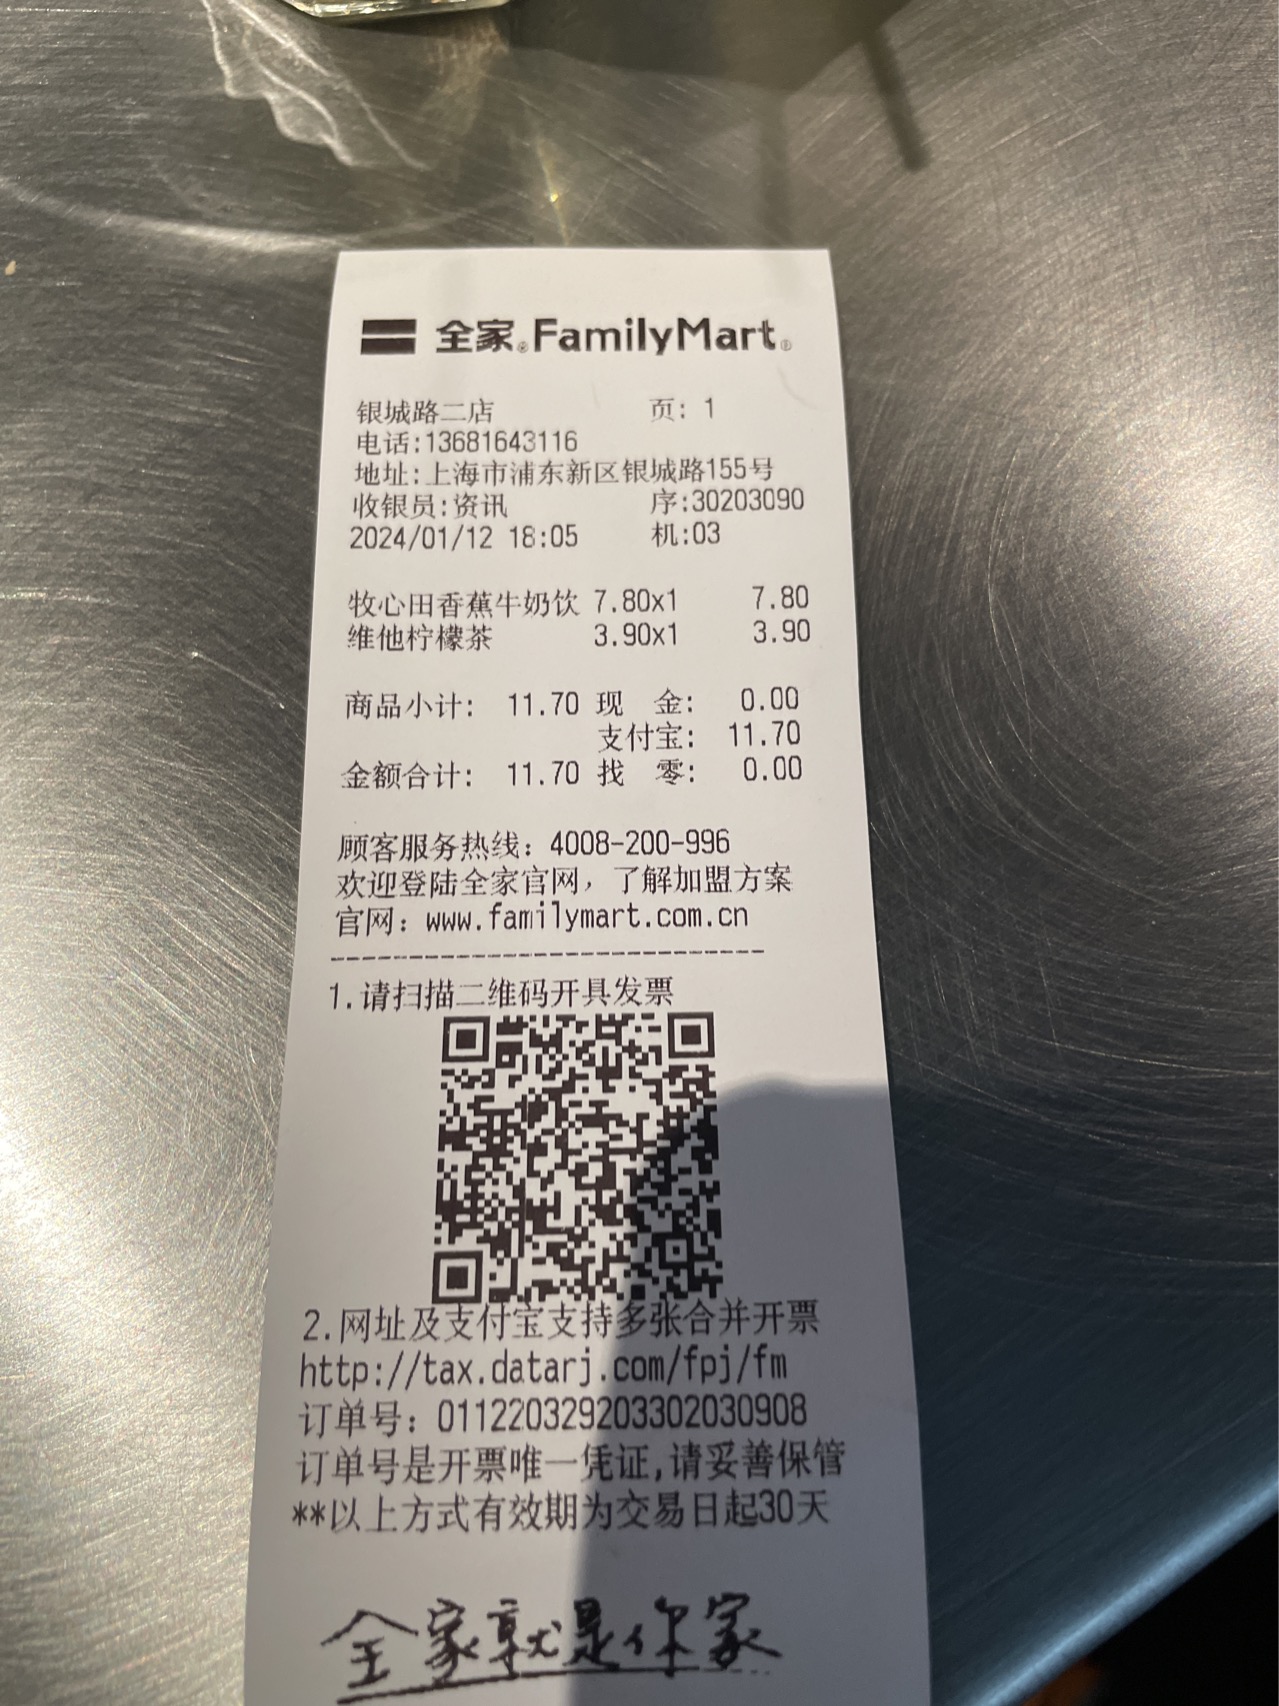 全家® FamilyMart®
银城路二店 页: 1
电话:13681643116
地址:上海市浦东新区银城路155号
收银员:资讯 序:30203090
2024/01/12 18:05 机:03
牧心田香蕉牛奶饮 7.80x1 7.80
维他柠檬茶 3.90x1 3.90
商品小计: 11.70 现 金: 0.00
支付宝: 11.70
金额合计: 11.70 找 零: 0.00
顾客服务热线: 4008-200-996
欢迎登陆全家官网，了解加盟方案
官网: www.familymart.com.cn
--------------------------
1.请扫描二维码开具发票
2.网址及支付宝支持多张合并开票
http://tax.datarj.com/fpj/fm
订单号: 011220329203302030908
订单号是开票唯一凭证,请妥善保管
**以上方式有效期为交易日起30天
全家就是你家